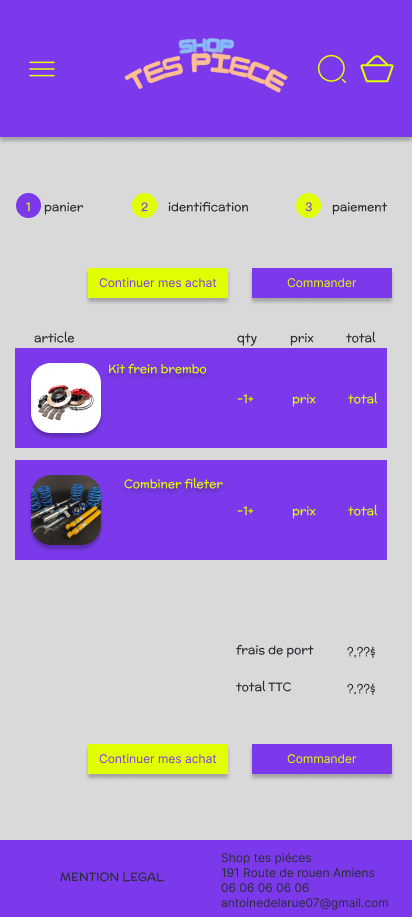 SHOP
TES PIECE
1 panier 2 identification 3 paiement
Continuer mes achat Commander
article qty prix total
Kit frein brembo
-1+ prix total
Combiner fileter
-1+ prix total
frais de port ?,??$
total TTC ?,??$
Continuer mes achat Commander
MENTION LEGAL
Shop tes piéces
191 Route de rouen Amiens
06 06 06 06 06
antoinedelarue07@gmail.com